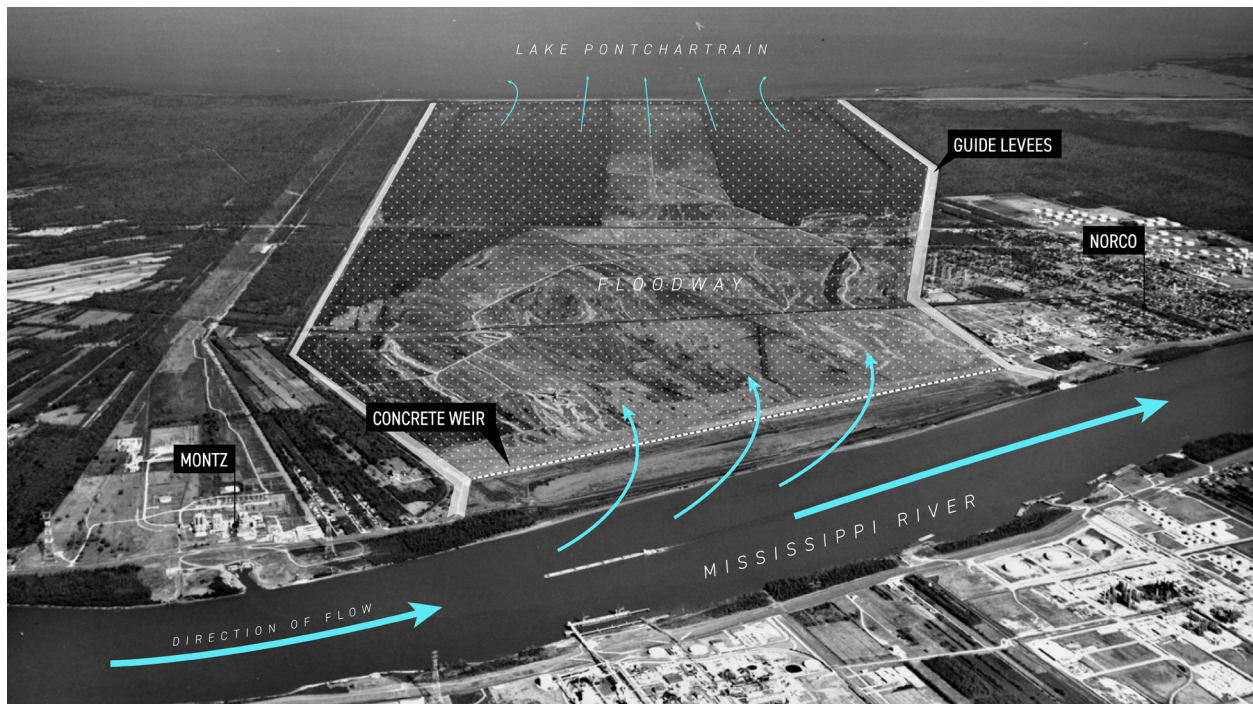 LAKE PONTCHARTRAIN
GUIDE LEVEES
NORCO
FLOODWAY
CONCRETE WEIR
MONTZ
MISSISSIPPI RIVER
DIRECTION OF FLOW